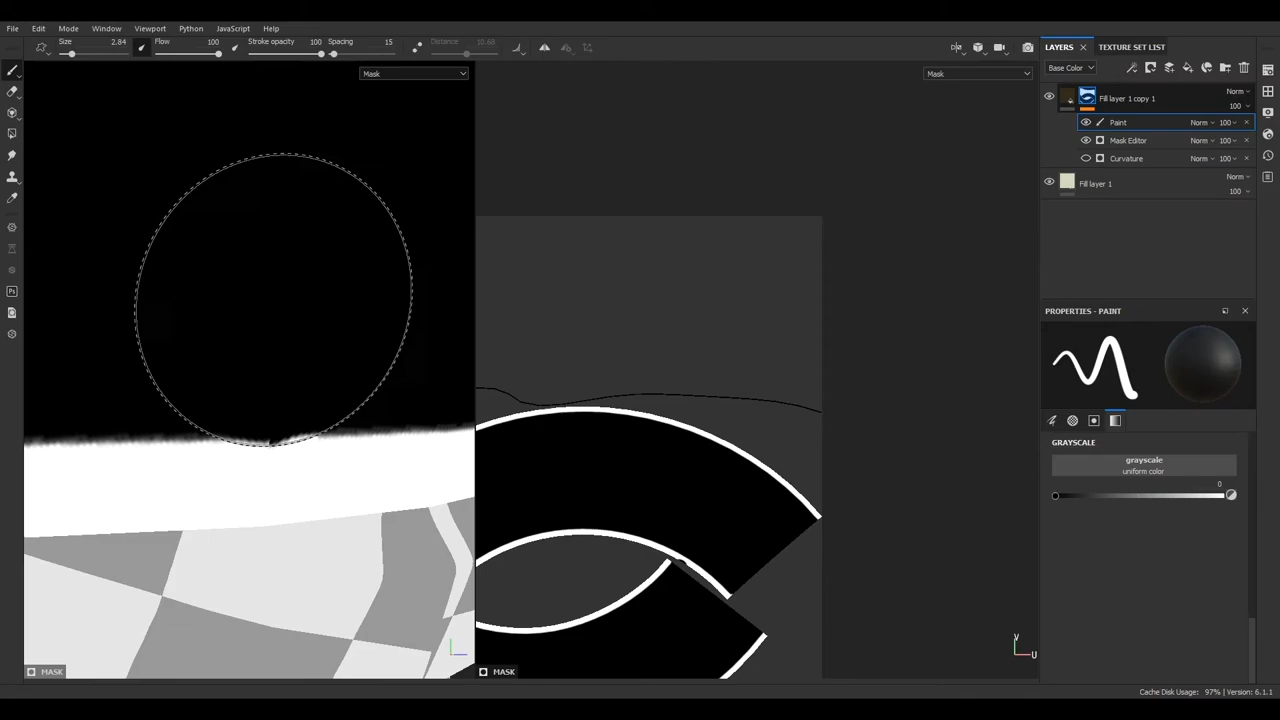 File Edit Mode Window Viewport Python JavaScript Help
Size 2.84 Flow 100 Stroke opacity 100 Spacing 15 Distance 10.68
Mask
Mask
LAYERS TEXTURE SET LIST
Base Color
Norm
Fill layer 1 copy 1
100
Paint Norm 100
Mask Editor Norm 100
Curvature Norm 100
Norm
Fill layer 1
100
PROPERTIES - PAINT
GRAYSCALE
grayscale
uniform color
0
V
U
MASK
MASK
Cache Disk Usage: 97% | Version: 6.1.1